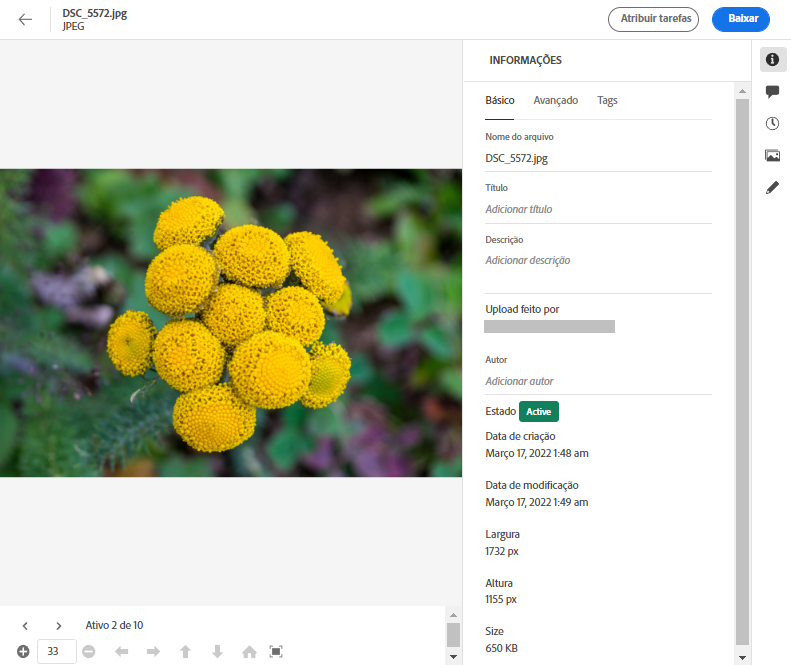 DSC_5572.jpg
JPEG
Atribuir tarefas
Baixar
INFORMAÇÕES
Básico Avançado Tags
Nome do arquivo
DSC_5572.jpg
Título
Adicionar título
Descrição
Adicionar descrição
Upload feito por
Autor
Adicionar autor
Estado Active
Data de criação
Março 17, 2022 1:48 am
Data de modificação
Março 17, 2022 1:49 am
Largura
1732 px
Altura
1155 px
Size
650 KB
Ativo 2 de 10
33